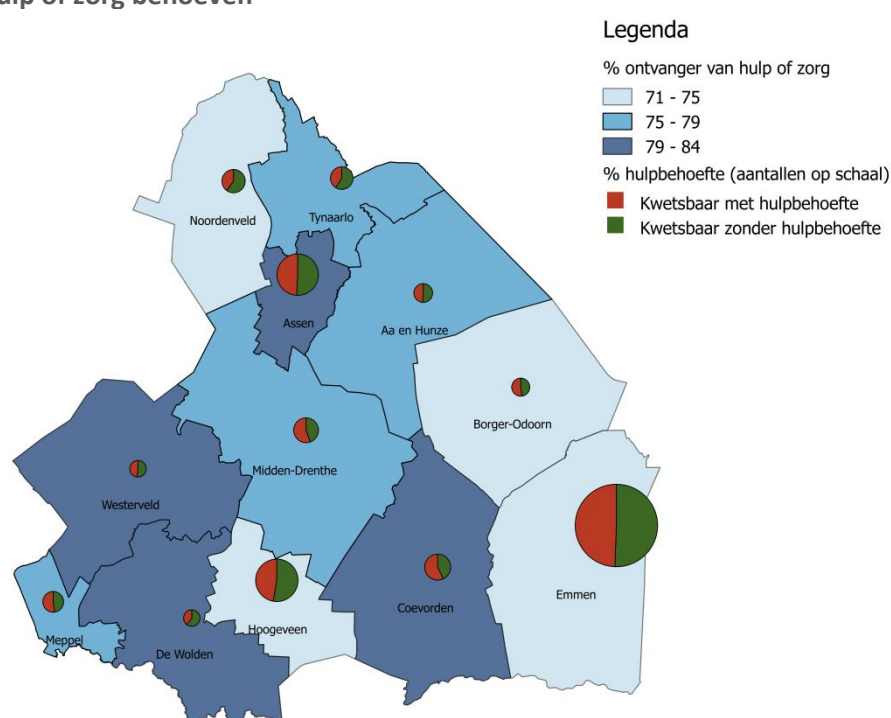 ulp of zorg behoeven
Legenda
% ontvanger van hulp of zorg
71 - 75
75 - 79
79 - 84
% hulpbehoefte (aantallen op schaal)
Kwetsbaar met hulpbehoefte
Kwetsbaar zonder hulpbehoefte
Noordenveld
Tynaarlo
Assen
Aa en Hunze
Borger-Odoorn
Midden-Drenthe
Westerveld
Emmen
Coevorden
Hoogeveen
Meppel
De Wolden